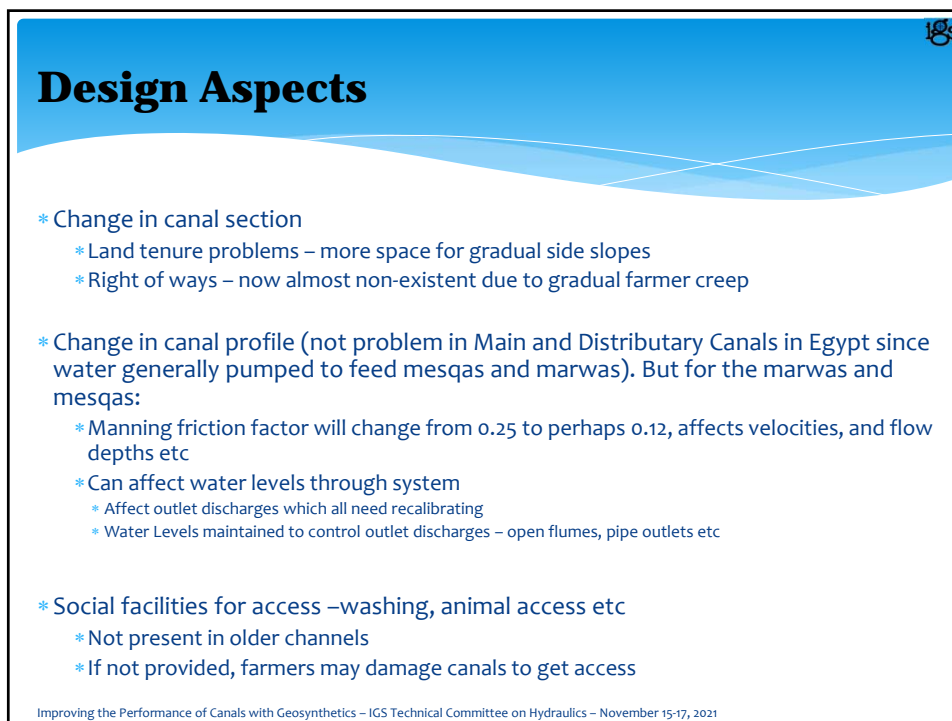 igs
Design Aspects
* Change in canal section
* Land tenure problems – more space for gradual side slopes
* Right of ways – now almost non-existent due to gradual farmer creep
* Change in canal profile (not problem in Main and Distributary Canals in Egypt since
water generally pumped to feed mesqas and marwas). But for the marwas and
mesqas:
* Manning friction factor will change from 0.25 to perhaps 0.12, affects velocities, and flow
depths etc
* Can affect water levels through system
* Affect outlet discharges which all need recalibrating
* Water Levels maintained to control outlet discharges – open flumes, pipe outlets etc
* Social facilities for access –washing, animal access etc
* Not present in older channels
* If not provided, farmers may damage canals to get access
Improving the Performance of Canals with Geosynthetics – IGS Technical Committee on Hydraulics – November 15-17, 2021